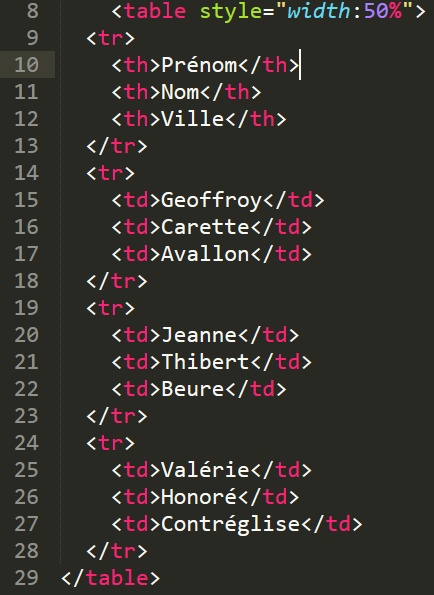 8 <table style="width:50%">
9 <tr>
10 <th>Prénom</th>
11 <th>Nom</th>
12 <th>Ville</th>
13 </tr>
14 <tr>
15 <td>Geoffroy</td>
16 <td>Carette</td>
17 <td>Avallon</td>
18 </tr>
19 <tr>
20 <td>Jeanne</td>
21 <td>Thibert</td>
22 <td>Beure</td>
23 </tr>
24 <tr>
25 <td>Valérie</td>
26 <td>Honoré</td>
27 <td>Contréglise</td>
28 </tr>
29 </table>